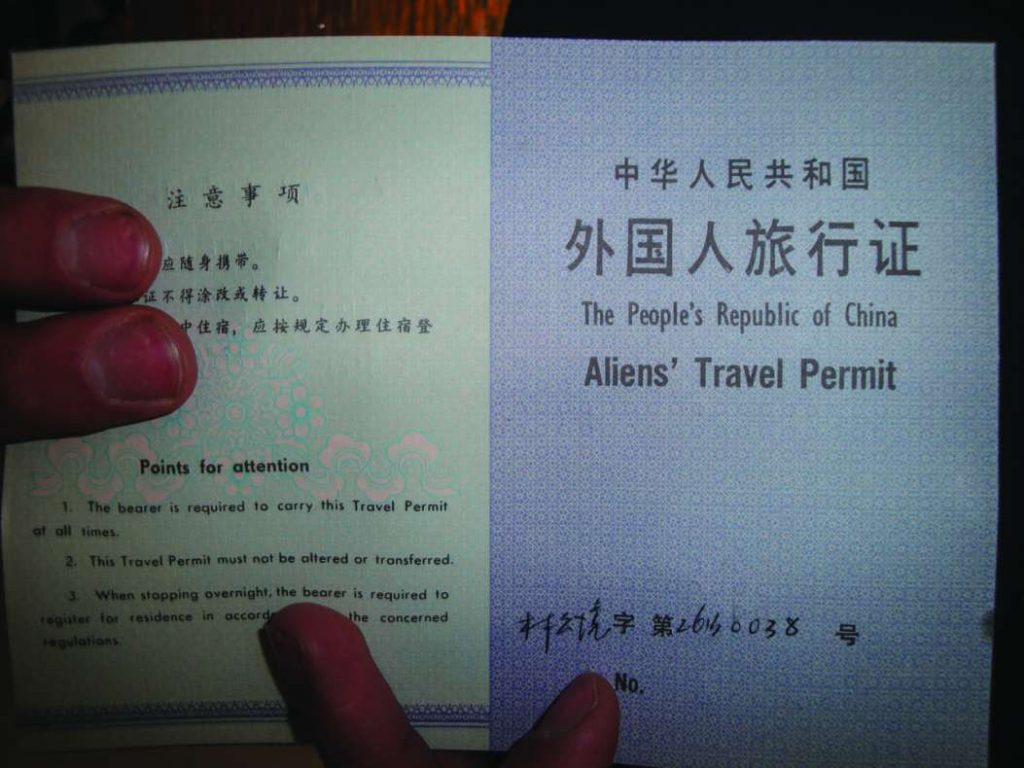 注意事项
应随身携带。
证不得涂改或转让。
中住宿，应按规定办理住宿登
Points for attention
1. The bearer is required to carry this Travel Permit
at all times.
2. This Travel Permit must not be altered or transferred.
3. When stopping overnight, the bearer is required to
register for residence in the concerned
regulations.
中华人民共和国
外国人旅行证
The People's Republic of China
Aliens' Travel Permit
字 第 号
No.